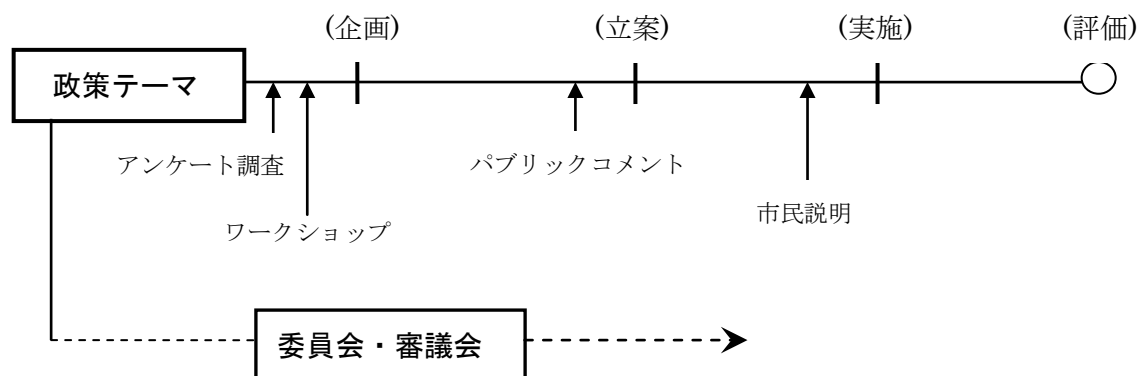 (企画)
(立案)
(実施)
(評価)
政策テーマ
アンケート調査
パブリックコメント
市民説明
ワークショップ
委員会・審議会